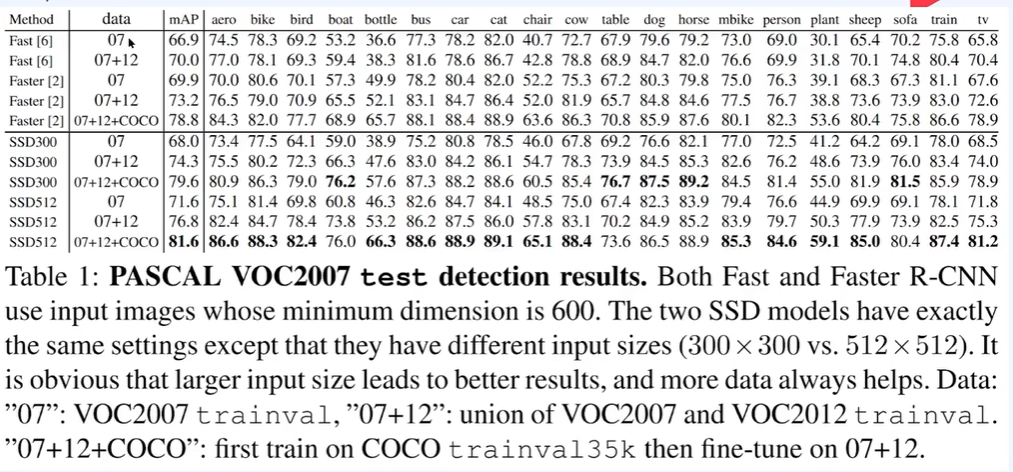 Method data mAP aero bike bird boat bottle bus car cat chair cow table dog horse mbike person plant sheep sofa train tv
Fast [6] 07 66.9 74.5 78.3 69.2 53.2 36.6 77.3 78.2 82.0 40.7 72.7 67.9 79.6 79.2 73.0 69.0 30.1 65.4 70.2 75.8 65.8
Fast [6] 07+12 70.0 77.0 78.1 69.3 59.4 38.3 81.6 78.6 86.7 42.8 78.8 68.9 84.7 82.0 76.6 69.9 31.8 70.1 74.8 80.4 70.4
Faster [2] 07 69.9 70.0 80.6 70.1 57.3 49.9 78.2 80.4 82.0 52.2 75.3 67.2 80.3 79.8 75.0 76.3 39.1 68.3 67.3 81.1 67.6
Faster [2] 07+12 73.2 76.5 79.0 70.9 65.5 52.1 83.1 84.7 86.4 52.0 81.9 65.7 84.8 84.6 77.5 76.7 38.8 73.6 73.9 83.0 72.6
Faster [2] 07+12+COCO 78.8 84.3 82.0 77.7 68.9 65.7 88.1 88.4 88.9 63.6 86.3 70.8 85.9 87.6 80.1 82.3 53.6 80.4 75.8 86.6 78.9
SSD300 07 68.0 73.4 77.5 64.1 59.0 38.9 75.2 80.8 78.5 46.0 67.8 69.2 76.6 82.1 77.0 72.5 41.2 64.2 69.1 78.0 68.5
SSD300 07+12 74.3 75.5 80.2 72.3 66.3 47.6 83.0 84.2 86.1 54.7 78.3 73.9 84.5 85.3 82.6 76.2 48.6 73.9 76.0 83.4 74.0
SSD300 07+12+COCO 79.6 80.9 86.3 79.0 76.2 57.6 87.3 88.2 88.6 60.5 85.4 76.7 87.5 89.2 84.5 81.4 55.0 81.9 81.5 85.9 78.9
SSD512 07 71.6 75.1 81.4 69.8 60.8 46.3 82.6 84.7 84.1 48.5 75.0 67.4 82.3 83.9 79.4 76.6 44.9 69.9 69.1 78.1 71.8
SSD512 07+12 76.8 82.4 84.7 78.4 73.8 53.2 86.2 87.5 86.0 57.8 83.1 70.2 84.9 85.2 83.9 79.7 50.3 77.9 73.9 82.5 75.3
SSD512 07+12+COCO 81.6 86.6 88.3 82.4 76.0 66.3 88.6 88.9 89.1 65.1 88.4 73.6 86.5 88.9 85.3 84.6 59.1 85.0 80.4 87.4 81.2
Table 1: PASCAL VOC2007 test detection results. Both Fast and Faster R-CNN
use input images whose minimum dimension is 600. The two SSD models have exactly
the same settings except that they have different input sizes (300×300 vs. 512×512). It
is obvious that larger input size leads to better results, and more data always helps. Data:
”07”: VOC2007 trainval, ”07+12”: union of VOC2007 and VOC2012 trainval.
”07+12+COCO”: first train on COCO trainval35k then fine-tune on 07+12.